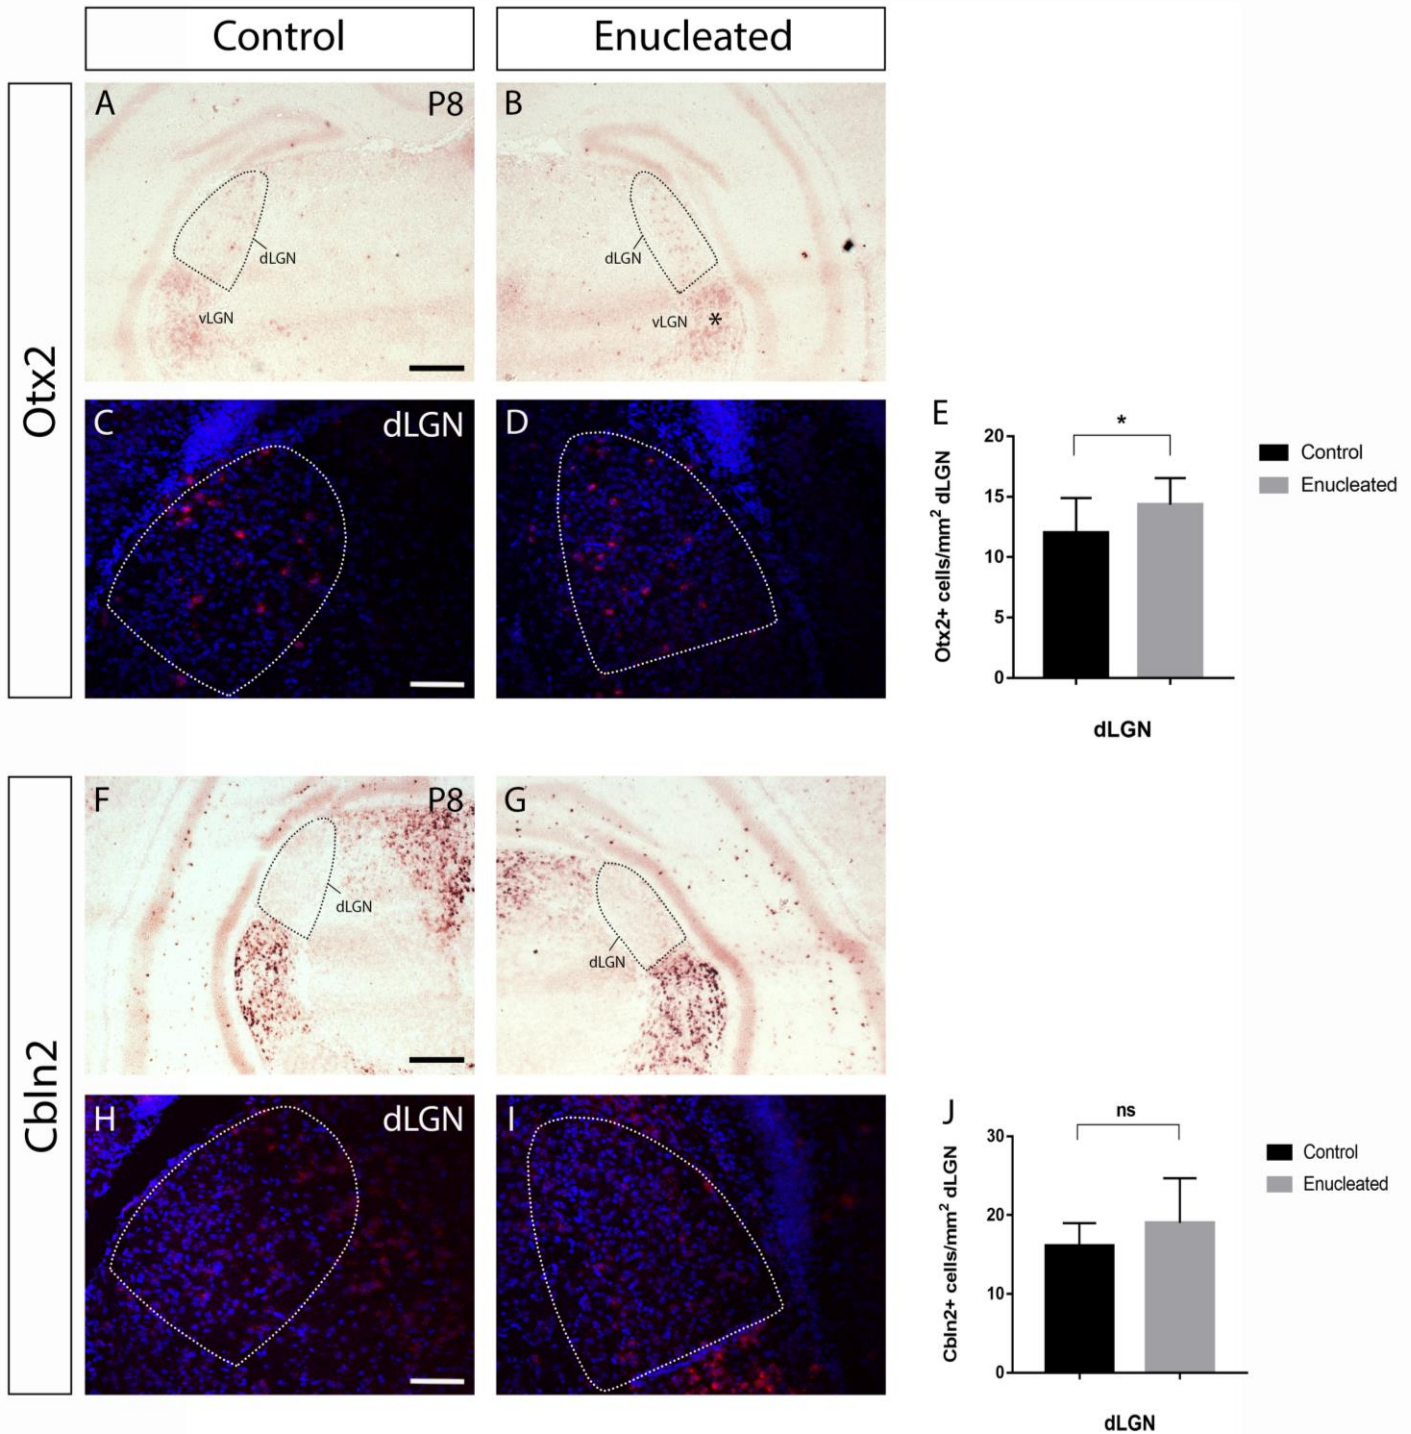 Control
Enucleated
Otx2
A
P8
dLGN
vLGN
B
dLGN
vLGN
*
C
dLGN
D
E
*
20
15
10
5
0
Otx2+ cells/mm² dLGN
dLGN
Control
Enucleated
Cbln2
F
P8
dLGN
G
dLGN
H
dLGN
I
J
ns
30
20
10
0
Cbln2+ cells/mm² dLGN
dLGN
Control
Enucleated